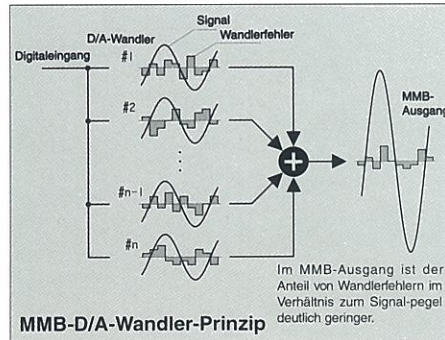 Signal
D/A-Wandler
Wandlerfehler
Digitaleingang
#1
#2
#n-1
#n
MMB-
Ausgang
Im MMB-Ausgang ist der
Anteil von Wandlerfehlern im
Verhältnis zum Signal-pegel
deutlich geringer.
MMB-D/A-Wandler-Prinzip